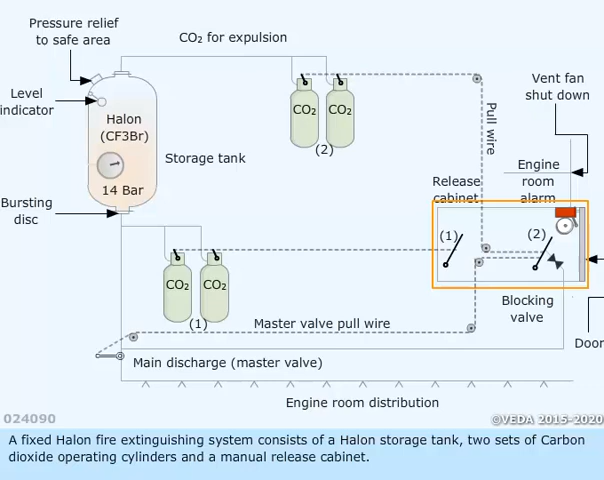 Pressure relief
to safe area
CO₂ for expulsion
Level
indicator
Halon
(CF3Br)
14 Bar
Storage tank
Bursting
disc
CO₂
CO₂
(2)
Pull wire
Vent fan
shut down
Engine
room
alarm
Release
cabinet
(1)
(2)
CO₂
CO₂
(1)
Blocking
valve
Door
Master valve pull wire
Main discharge (master valve)
Engine room distribution
024090
©VEDA 2015-2020
A fixed Halon fire extinguishing system consists of a Halon storage tank, two sets of Carbon
dioxide operating cylinders and a manual release cabinet.